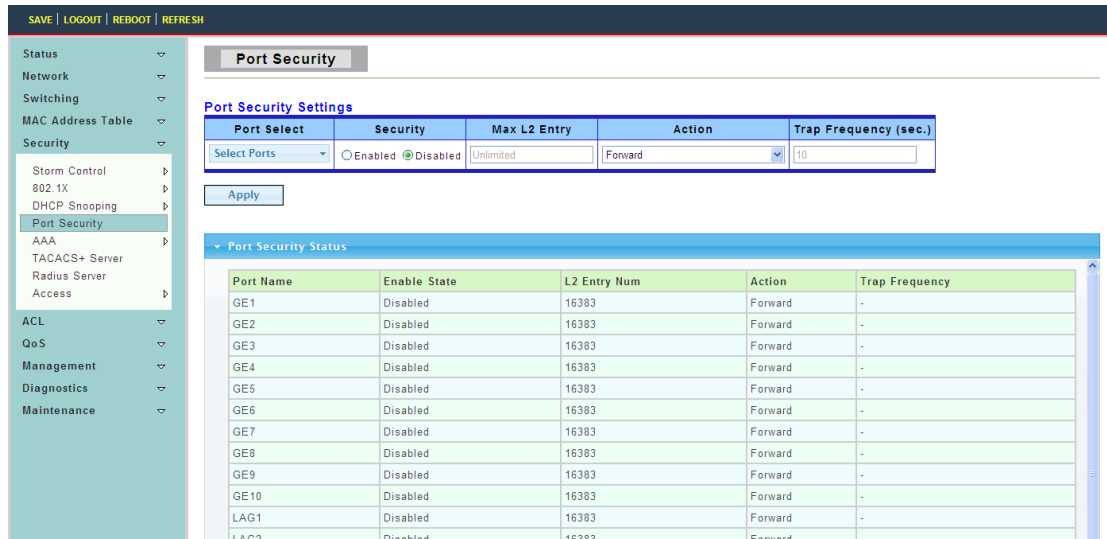 SAVE | LOGOUT | REBOOT | REFRESH
Status
Network
Switching
MAC Address Table
Security
Storm Control
802.1X
DHCP Snooping
Port Security
AAA
TACACS+ Server
Radius Server
Access
ACL
QoS
Management
Diagnostics
Maintenance
Port Security
Port Security Settings
Port Select Security Max L2 Entry Action Trap Frequency (sec.)
Select Ports Enabled Disabled Unlimited Forward 10
Apply
Port Security Status
Port Name Enable State L2 Entry Num Action Trap Frequency
GE1 Disabled 16383 Forward -
GE2 Disabled 16383 Forward -
GE3 Disabled 16383 Forward -
GE4 Disabled 16383 Forward -
GE5 Disabled 16383 Forward -
GE6 Disabled 16383 Forward -
GE7 Disabled 16383 Forward -
GE8 Disabled 16383 Forward -
GE9 Disabled 16383 Forward -
GE10 Disabled 16383 Forward -
LAG1 Disabled 16383 Forward -
LAG2 Disabled 16383 Forward